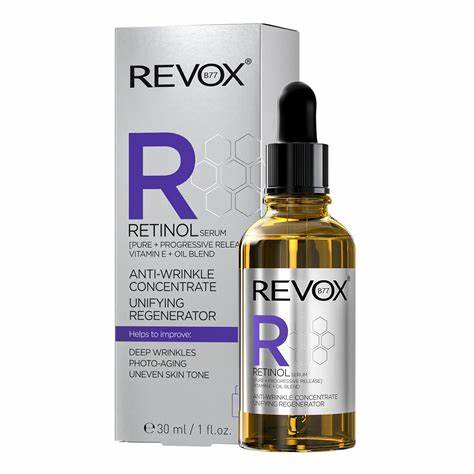 REVOX® B77
R
RETINOL SERUM
[PURE + PROGRESSIVE RELEA
VITAMIN E + OIL BLEND
ANTI-WRINKLE
CONCENTRATE
UNIFYING
REGENERATOR
Helps to improve:
DEEP WRINKLES
PHOTO-AGING
UNEVEN SKIN TONE
℮ 30 ml / 1 fl. oz.
REVOX B77
R
RETINOL SERUM
[PURE + PROGRESSIVE RELEASE]
VITAMIN E + OIL BLEND
ANTI-WRINKLE CONCENTRATE
UNIFYING REGENERATOR